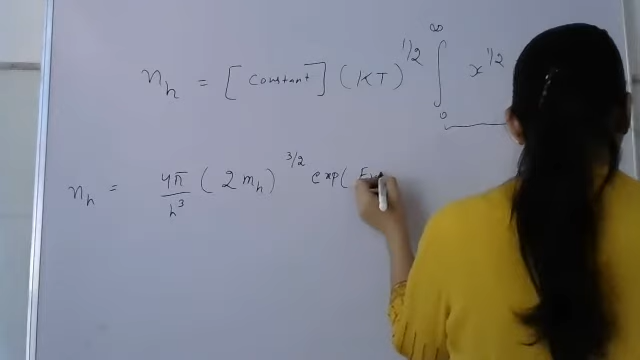 n_h = [Constant] (KT)^{1/2} ∫_0^∞ x^{1/2}
n_h = 4π/h^3 (2m_h)^{3/2} exp(